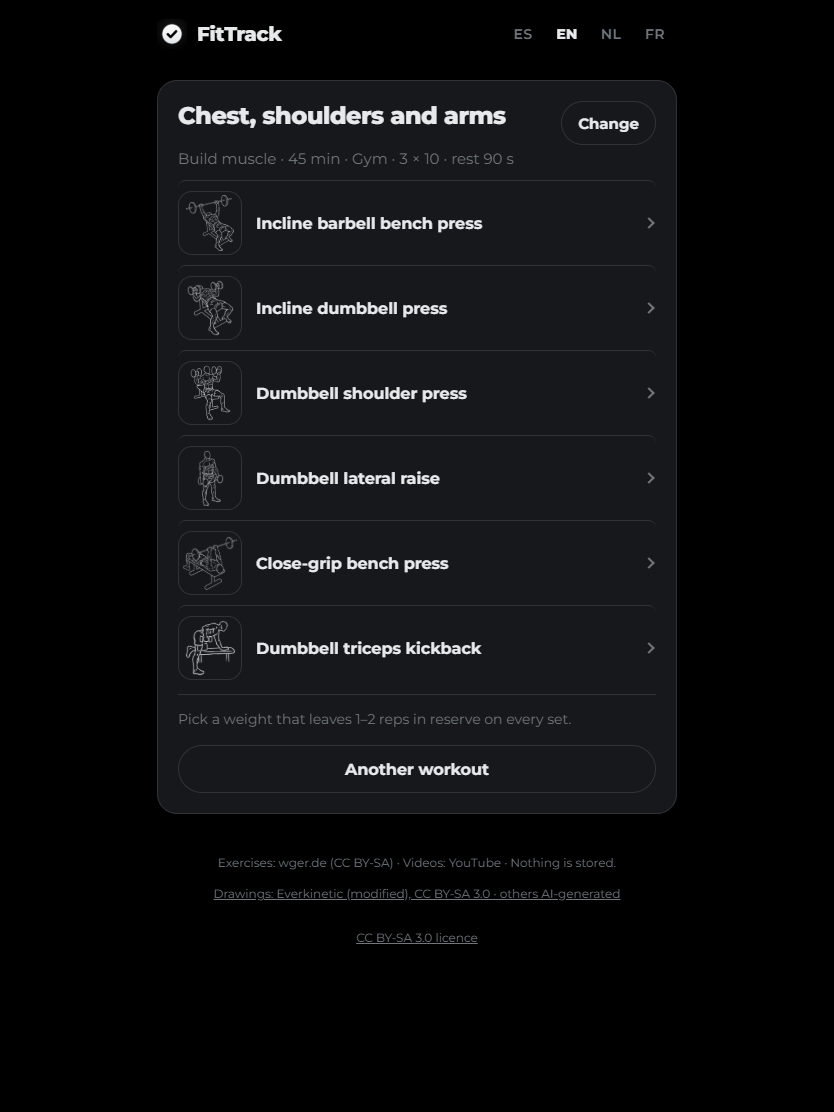 FitTrack
ES EN NL FR
Chest, shoulders and arms
Change
Build muscle · 45 min · Gym · 3 × 10 · rest 90 s
Incline barbell bench press
Incline dumbbell press
Dumbbell shoulder press
Dumbbell lateral raise
Close-grip bench press
Dumbbell triceps kickback
Pick a weight that leaves 1–2 reps in reserve on every set.
Another workout
Exercises: wger.de (CC BY-SA) · Videos: YouTube · Nothing is stored.
Drawings: Everkinetic (modified), CC BY-SA 3.0 · others AI-generated
CC BY-SA 3.0 licence